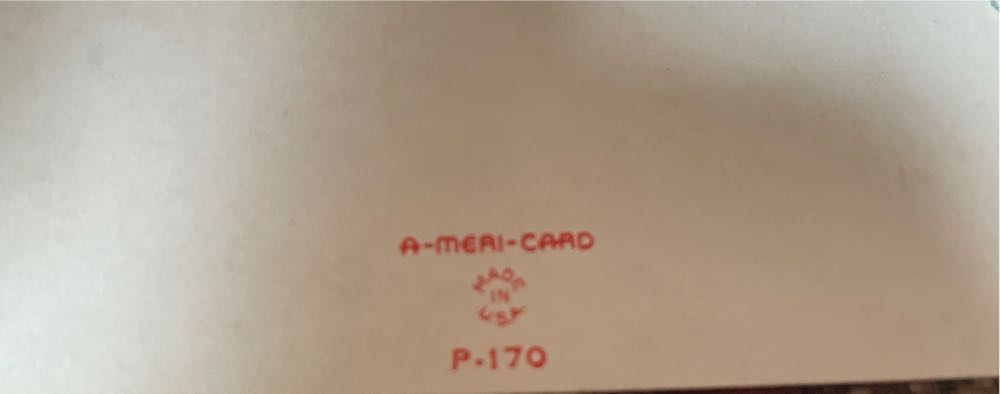 A-MERI-CARD
MADE
IN
USA
P-170